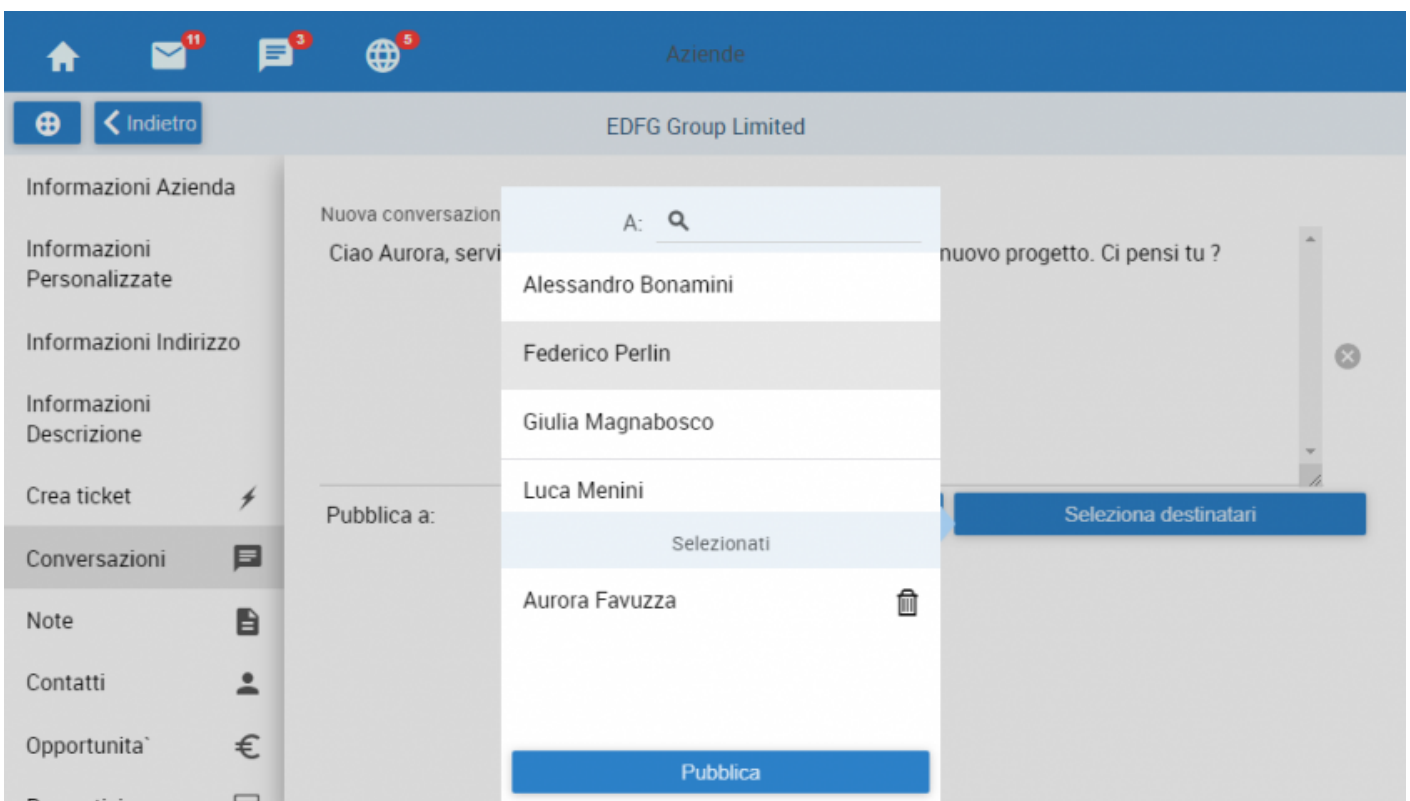 11
3
5
Aziende
Indietro
EDFG Group Limited
Informazioni Azienda
Informazioni
Personalizzate
Informazioni Indirizzo
Informazioni
Descrizione
Crea ticket
Conversazioni
Note
Contatti
Opportunita`
Nuova conversazion
Ciao Aurora, servi
nuovo progetto. Ci pensi tu ?
Pubblica a:
Seleziona destinatari
A:
Alessandro Bonamini
Federico Perlin
Giulia Magnabosco
Luca Menini
Selezionati
Aurora Favuzza
Pubblica